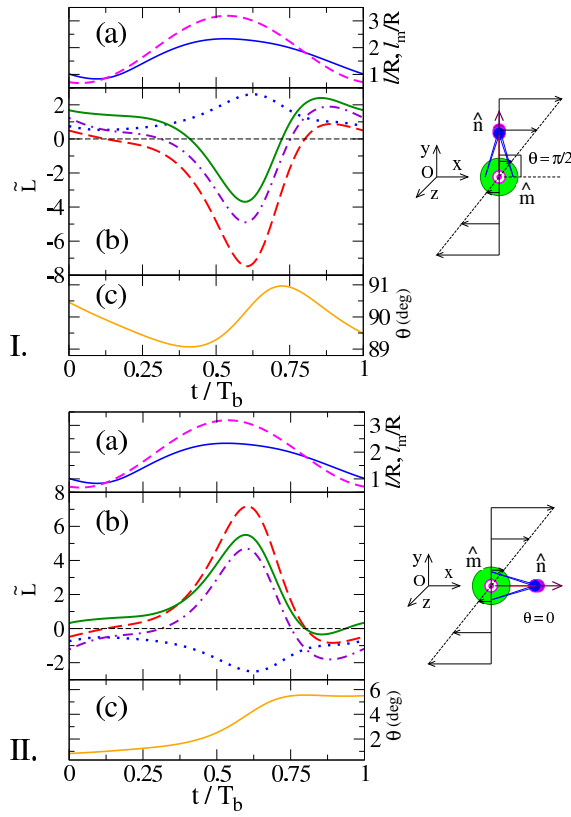 I.
(a)
3
2
1
l/R, l_m/R
(b)
2
0
-2
-4
-6
-8
L̃
(c)
91
90
89
θ (deg)
0 0.25 0.5 0.75 1
t / T_b
n̂
θ = π/2
m̂
y
x
O
z
II.
(a)
3
2
1
l/R, l_m/R
(b)
8
6
4
2
0
-2
L̃
(c)
6
4
2
θ (deg)
0 0.25 0.5 0.75 1
t / T_b
m̂
n̂
θ = 0
y
x
O
z